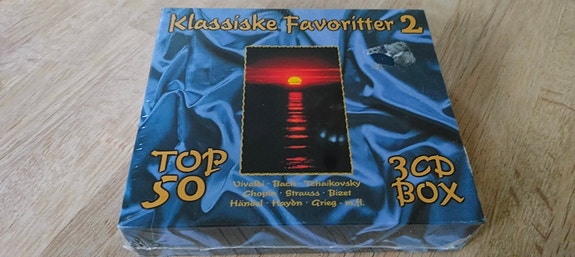 Klassiske Favoritter 2
TOP
50
3CD
BOX
Vivaldi · Bach · Tchaikovsky
Chopin · Strauss · Bizet
Händel · Haydn · Grieg · m.fl.